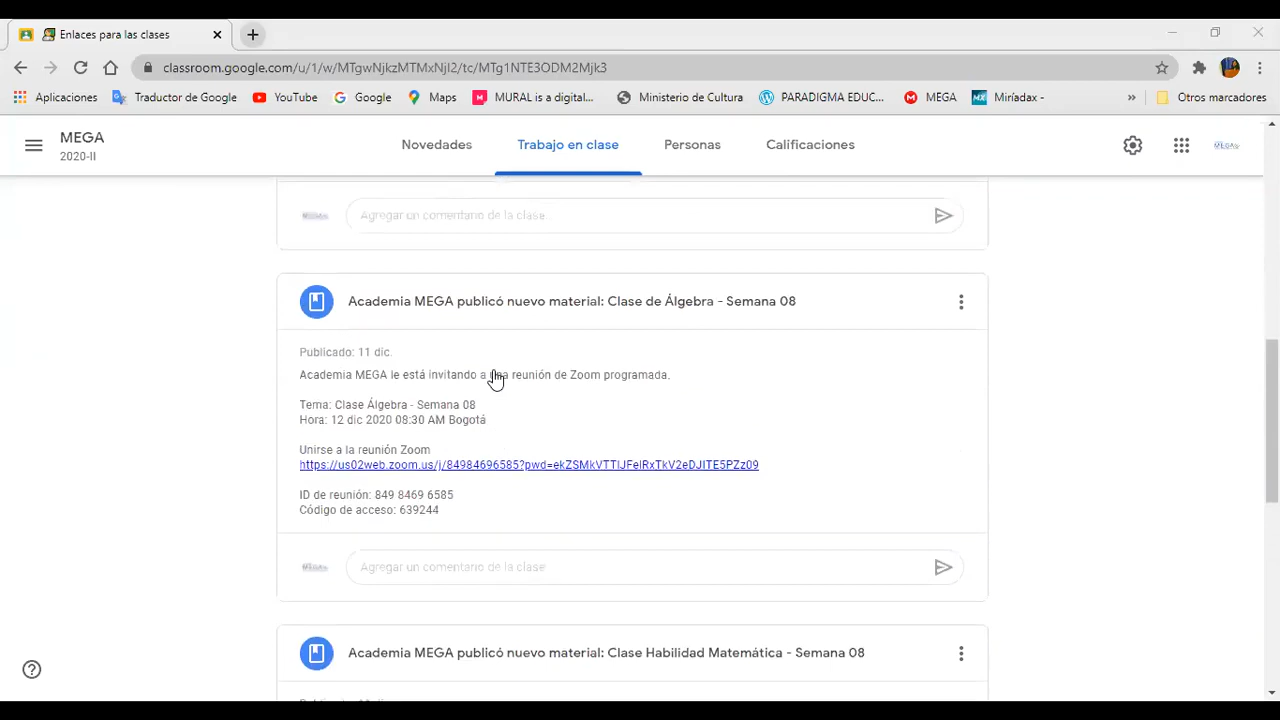 Enlaces para las clases
classroom.google.com/u/1/w/MTgwNjkzMTMxNjI2/tc/MTg1NTE3ODM2Mjk3
Aplicaciones
Traductor de Google
YouTube
Google
Maps
MURAL is a digital...
Ministerio de Cultura
PARADIGMA EDUC...
MEGA
Miríadax -
»
Otros marcadores
MEGA
2020-II
Novedades
Trabajo en clase
Personas
Calificaciones
Agregar un comentario de la clase
Academia MEGA publicó nuevo material: Clase de Álgebra - Semana 08
Publicado: 11 dic.
Academia MEGA le está invitando a una reunión de Zoom programada.
Tema: Clase Álgebra - Semana 08
Hora: 12 dic 2020 08:30 AM Bogotá
Unirse a la reunión Zoom
https://us02web.zoom.us/j/84984696585?pwd=ekZSMkVTTlJFelRxTkV2eDJITE5PZz09
ID de reunión: 849 8469 6585
Código de acceso: 639244
Agregar un comentario de la clase
Academia MEGA publicó nuevo material: Clase Habilidad Matemática - Semana 08